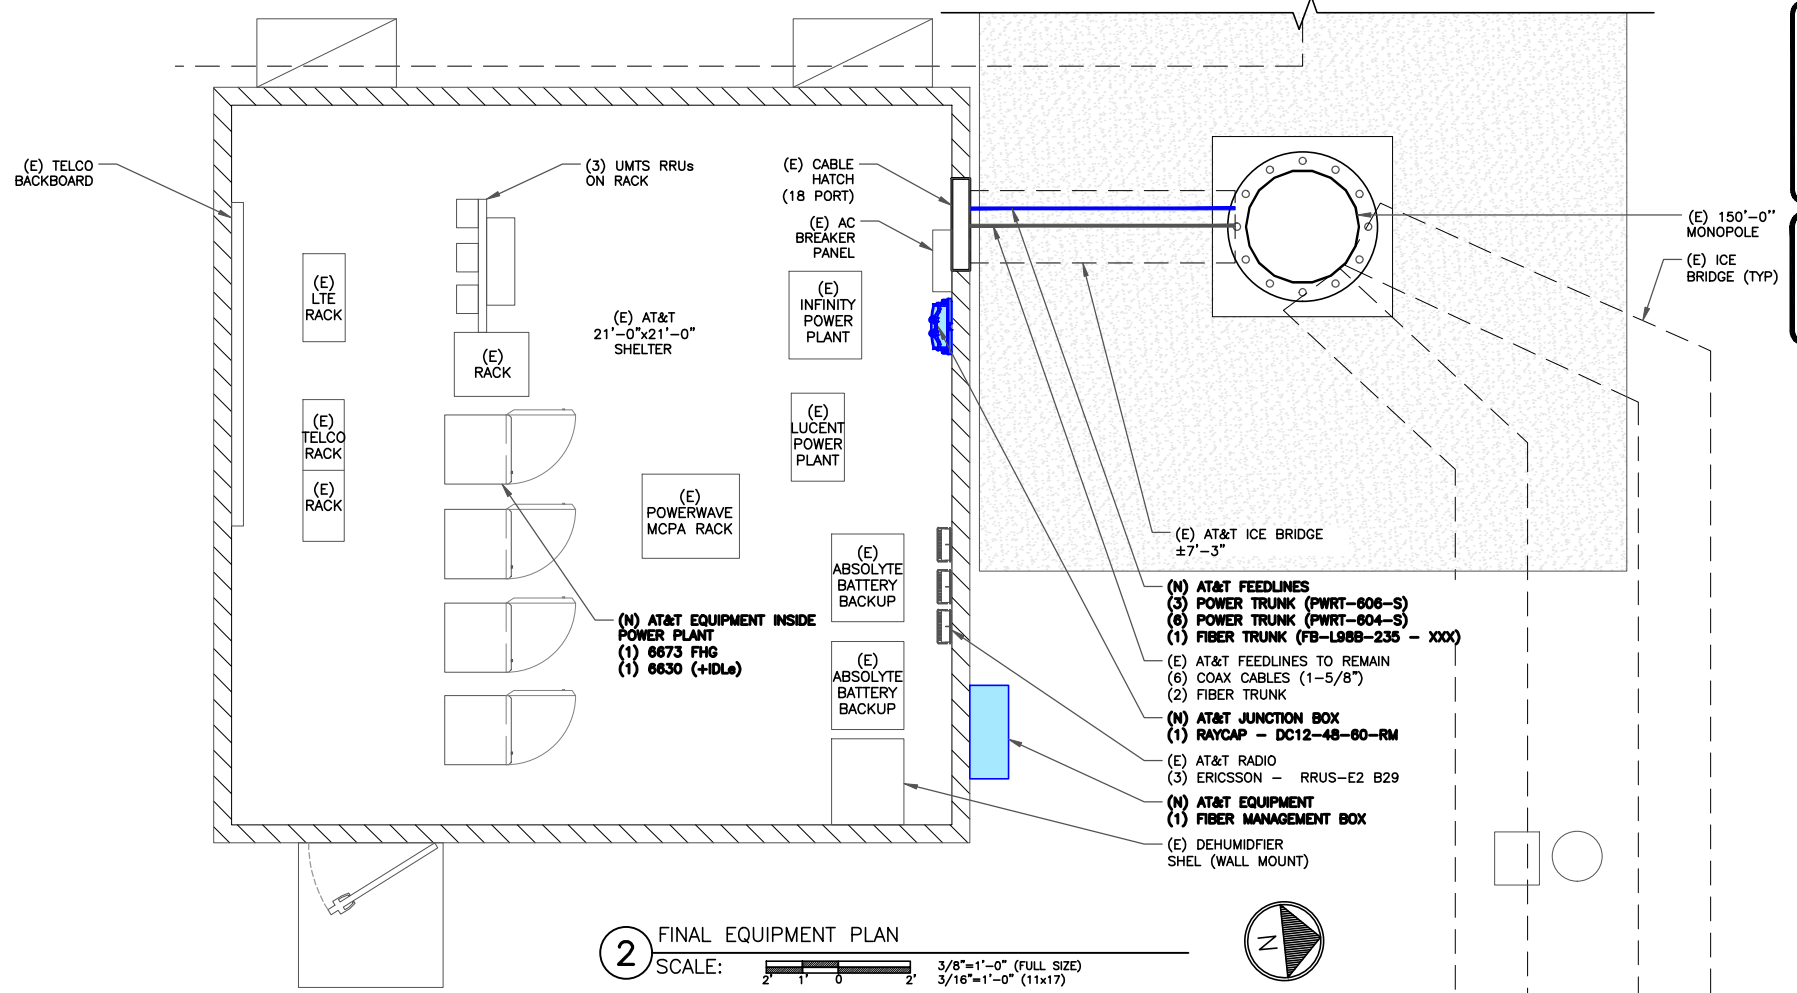 (E) TELCO
BACKBOARD
(3) UMTS RRUs
ON RACK
(E) CABLE
HATCH
(18 PORT)
(E) AC
BREAKER
PANEL
(E) 150'-0"
MONOPOLE
(E) ICE
BRIDGE (TYP)
(E)
LTE
RACK
(E)
RACK
(E) AT&T
21'-0"x21'-0"
SHELTER
(E)
INFINITY
POWER
PLANT
(E)
TELCO
RACK
(E)
RACK
(E)
LUCENT
POWER
PLANT
(E)
POWERWAVE
MCPA RACK
(E)
ABSOLYTE
BATTERY
BACKUP
(E)
ABSOLYTE
BATTERY
BACKUP
(N) AT&T EQUIPMENT INSIDE
POWER PLANT
(1) 6673 FHG
(1) 6630 (+IDLe)
(E) AT&T ICE BRIDGE
±7'-3"
(N) AT&T FEEDLINES
(3) POWER TRUNK (PWRT-606-S)
(6) POWER TRUNK (PWRT-604-S)
(1) FIBER TRUNK (FB-L98B-235 - XXX)
(E) AT&T FEEDLINES TO REMAIN
(6) COAX CABLES (1-5/8")
(2) FIBER TRUNK
(N) AT&T JUNCTION BOX
(1) RAYCAP - DC12-48-60-RM
(E) AT&T RADIO
(3) ERICSSON - RRUS-E2 B29
(N) AT&T EQUIPMENT
(1) FIBER MANAGEMENT BOX
(E) DEHUMIDFIER
SHEL (WALL MOUNT)
N
2 FINAL EQUIPMENT PLAN
SCALE:
2' 1' 0 2'
3/8"=1'-0" (FULL SIZE)
3/16"=1'-0" (11x17)